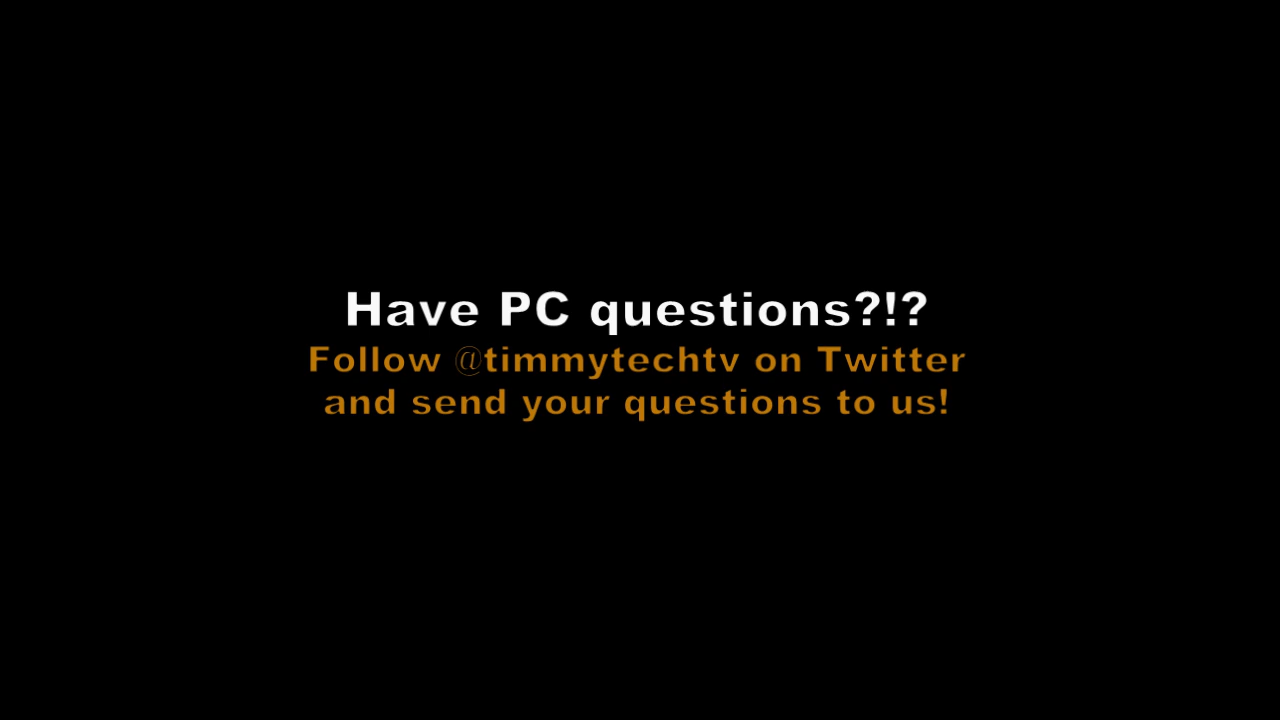 Have PC questions?!?
Follow @timmytechtv on Twitter
and send your questions to us!